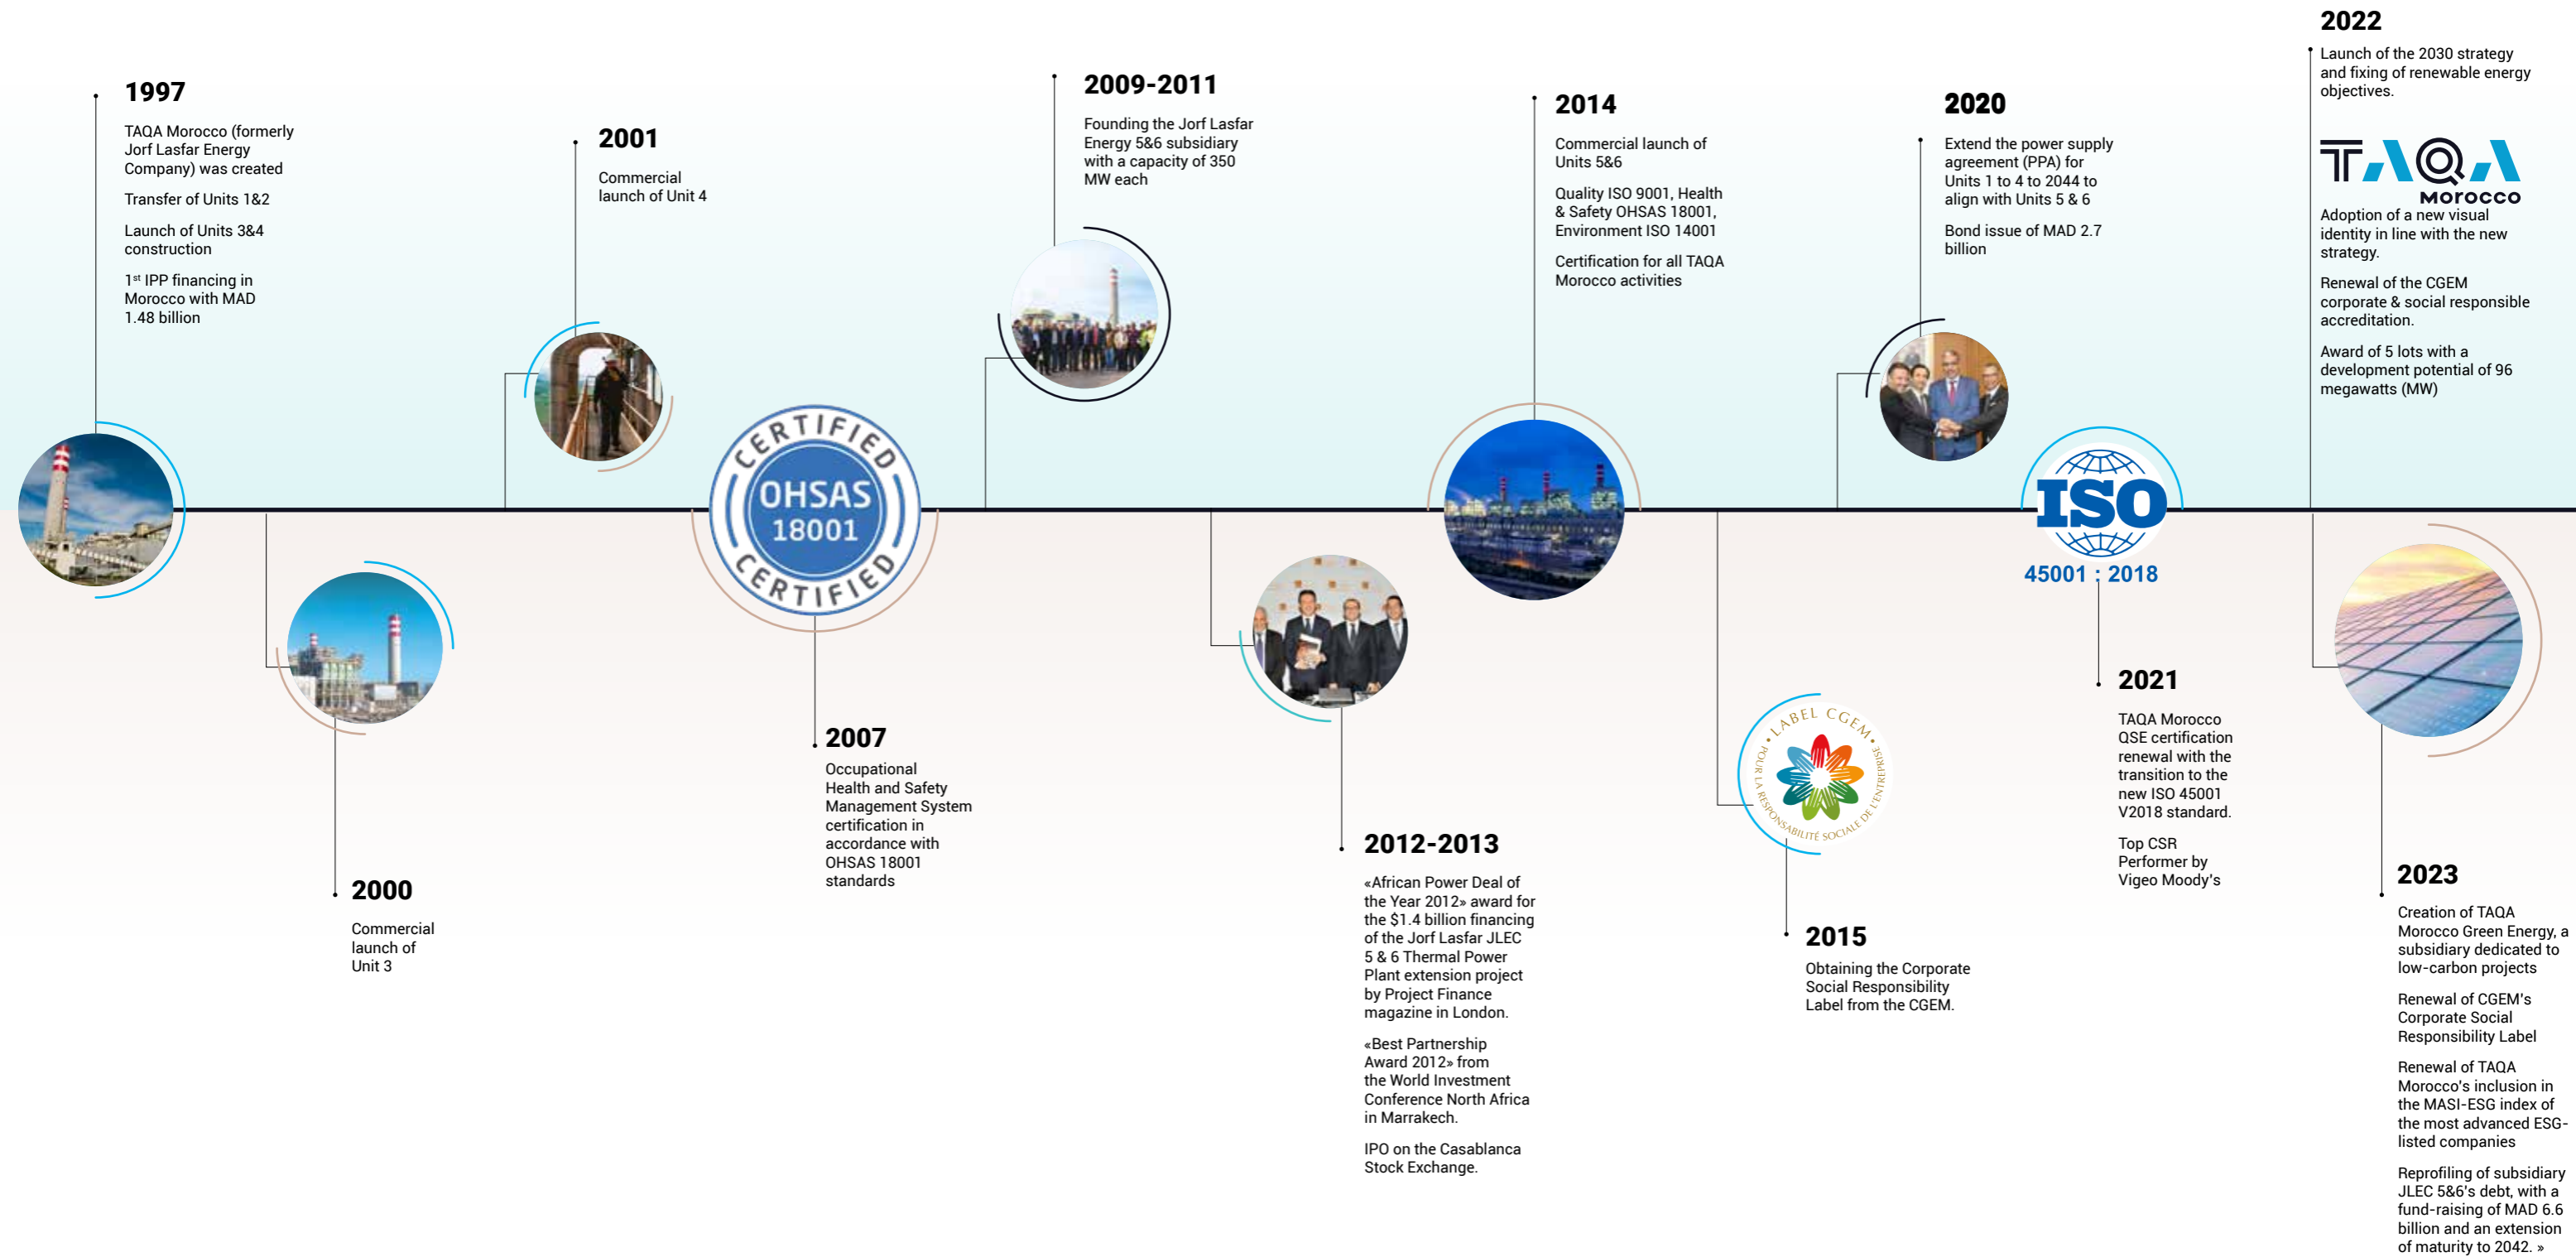 1997
TAQA Morocco (formerly
Jorf Lasfar Energy
Company) was created
Transfer of Units 1&2
Launch of Units 3&4
construction
1st IPP financing in
Morocco with MAD
1.48 billion
2000
Commercial
launch of
Unit 3
2001
Commercial
launch of Unit 4
CERTIFIED
OHSAS
18001
CERTIFIED
2007
Occupational
Health and Safety
Management System
certification in
accordance with
OHSAS 18001
standards
2009-2011
Founding the Jorf Lasfar
Energy 5&6 subsidiary
with a capacity of 350
MW each
2012-2013
«African Power Deal of
the Year 2012» award for
the $1.4 billion financing
of the Jorf Lasfar JLEC
5 & 6 Thermal Power
Plant extension project
by Project Finance
magazine in London.
«Best Partnership
Award 2012» from
the World Investment
Conference North Africa
in Marrakech.
IPO on the Casablanca
Stock Exchange.
2014
Commercial launch of
Units 5&6
Quality ISO 9001, Health
& Safety OHSAS 18001,
Environment ISO 14001
Certification for all TAQA
Morocco activities
• LABEL CGEM •
POUR LA RESPONSABILITÉ SOCIALE DE L'ENTREPRISE
2015
Obtaining the Corporate
Social Responsibility
Label from the CGEM.
2020
Extend the power supply
agreement (PPA) for
Units 1 to 4 to 2044 to
align with Units 5 & 6
Bond issue of MAD 2.7
billion
ISO
45001 : 2018
2021
TAQA Morocco
QSE certification
renewal with the
transition to the
new ISO 45001
V2018 standard.
Top CSR
Performer by
Vigeo Moody's
2022
Launch of the 2030 strategy
and fixing of renewable energy
objectives.
TAQA
Morocco
Adoption of a new visual
identity in line with the new
strategy.
Renewal of the CGEM
corporate & social responsible
accreditation.
Award of 5 lots with a
development potential of 96
megawatts (MW)
2023
Creation of TAQA
Morocco Green Energy, a
subsidiary dedicated to
low-carbon projects
Renewal of CGEM's
Corporate Social
Responsibility Label
Renewal of TAQA
Morocco's inclusion in
the MASI-ESG index of
the most advanced ESG-
listed companies
Reprofiling of subsidiary
JLEC 5&6's debt, with a
fund-raising of MAD 6.6
billion and an extension
of maturity to 2042. »